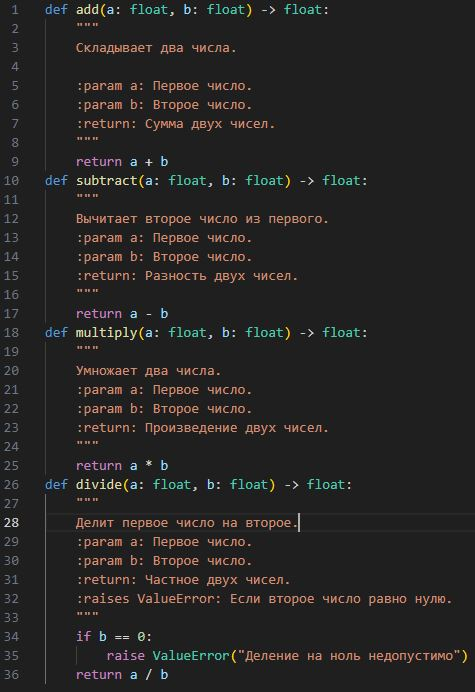 1 def add(a: float, b: float) -> float:
2     """
3     Складывает два числа.
4
5     :param a: Первое число.
6     :param b: Второе число.
7     :return: Сумма двух чисел.
8     """
9     return a + b
10 def subtract(a: float, b: float) -> float:
11     """
12     Вычитает второе число из первого.
13     :param a: Первое число.
14     :param b: Второе число.
15     :return: Разность двух чисел.
16     """
17     return a - b
18 def multiply(a: float, b: float) -> float:
19     """
20     Умножает два числа.
21     :param a: Первое число.
22     :param b: Второе число.
23     :return: Произведение двух чисел.
24     """
25     return a * b
26 def divide(a: float, b: float) -> float:
27     """
28     Делит первое число на второе.
29     :param a: Первое число.
30     :param b: Второе число.
31     :return: Частное двух чисел.
32     :raises ValueError: Если второе число равно нулю.
33     """
34     if b == 0:
35         raise ValueError("Деление на ноль недопустимо")
36     return a / b